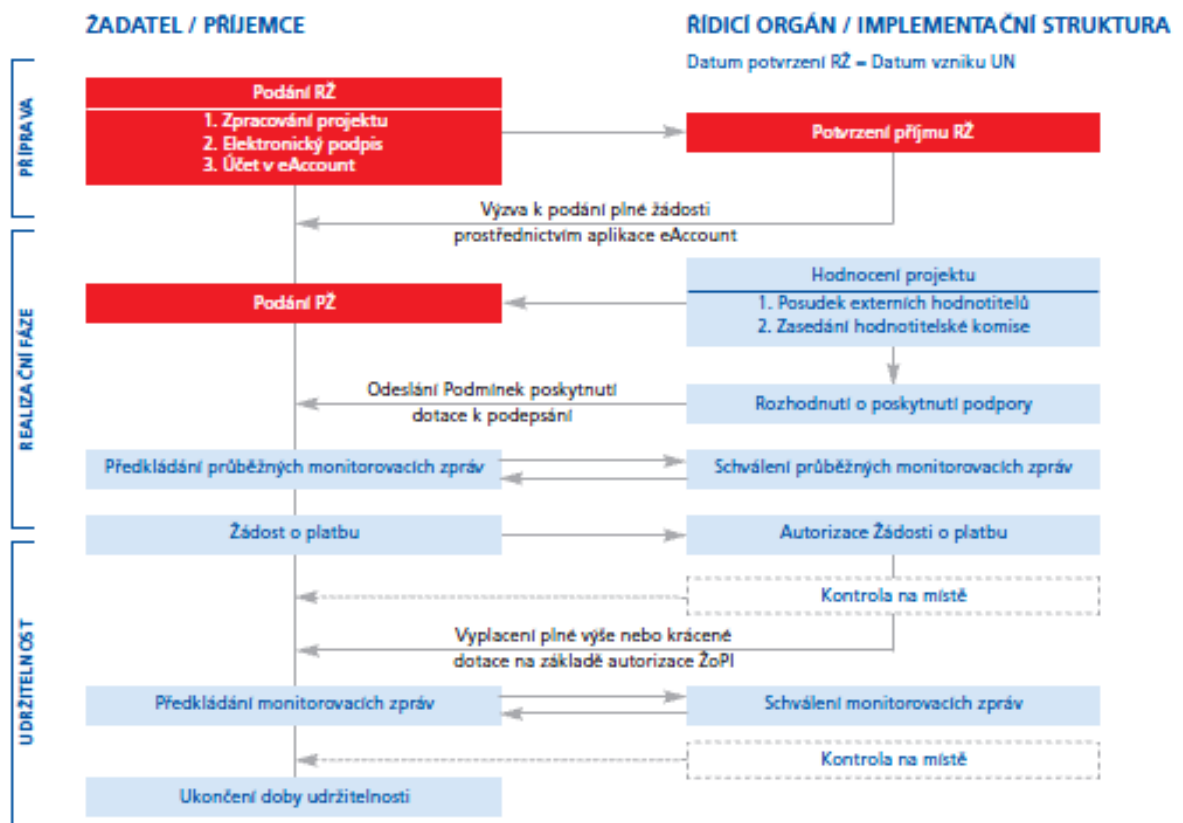 ŽADATEL / PŘÍJEMCE
ŘÍDICÍ ORGÁN / IMPLEMENTAČNÍ STRUKTURA
Datum potvrzení RŽ = Datum vzniku UN
PŘÍPRAVA
Podání RŽ
1. Zpracování projektu
2. Elektronický podpis
3. Účet v eAccount
Potvrzení příjmu RŽ
Výzva k podání plné žádosti
prostřednictvím aplikace eAccount
REALIZAČNÍ FÁZE
Podání PŽ
Hodnocení projektu
1. Posudek externích hodnotitelů
2. Zasedání hodnotitelské komise
Odeslání Podmínek poskytnutí
dotace k podepsání
Rozhodnutí o poskytnutí podpory
Předkládání průběžných monitorovacích zpráv
Schválení průběžných monitorovacích zpráv
UDRŽITELNOST
Žádost o platbu
Autorizace Žádosti o platbu
Kontrola na místě
Vyplacení plné výše nebo krácené
dotace na základě autorizace ŽoPl
Předkládání monitorovacích zpráv
Schválení monitorovacích zpráv
Kontrola na místě
Ukončení doby udržitelnosti